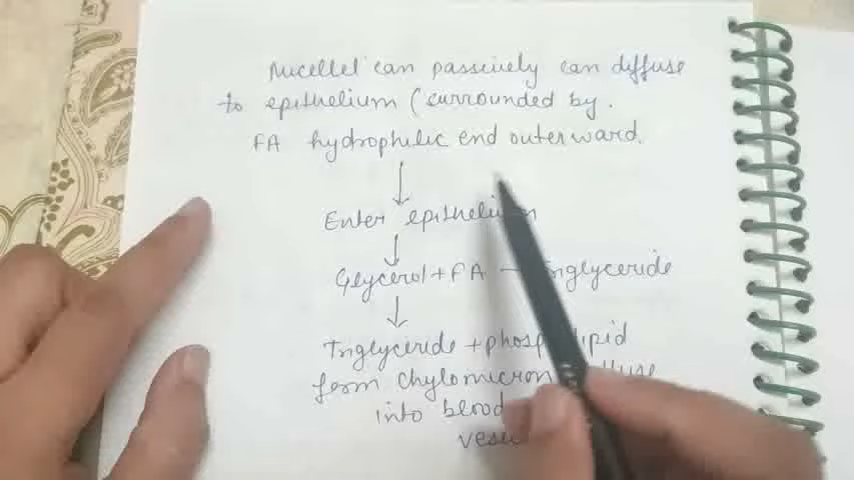 Micellel can passively can diffuse
to epithelium (surrounded by.
FA hydrophilic end outerward.
Enter epithelium
Glycerol + FA → Triglyceride
Triglyceride + phospholipid
form chylomicron
into blood